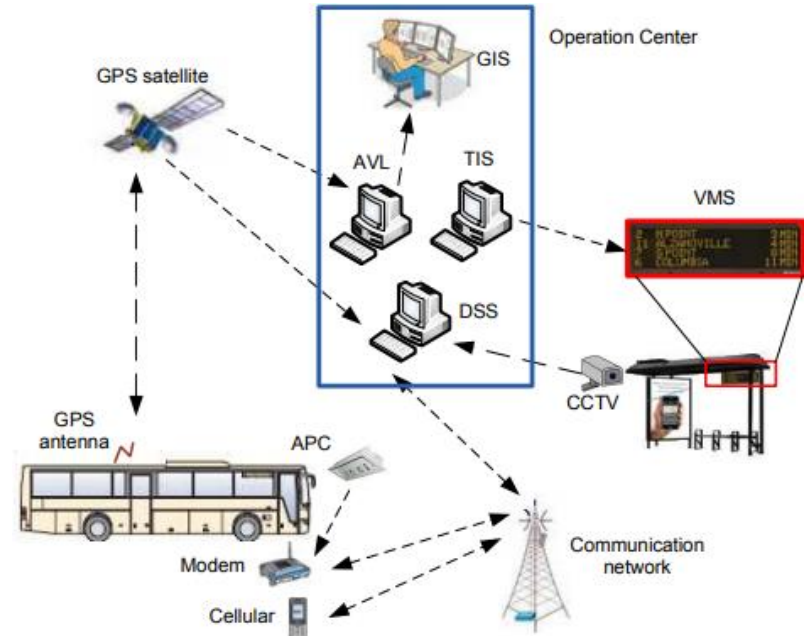 Operation Center
GPS satellite
GIS
AVL
TIS
VMS
DSS
CCTV
GPS
antenna
APC
Modem
Cellular
Communication
network